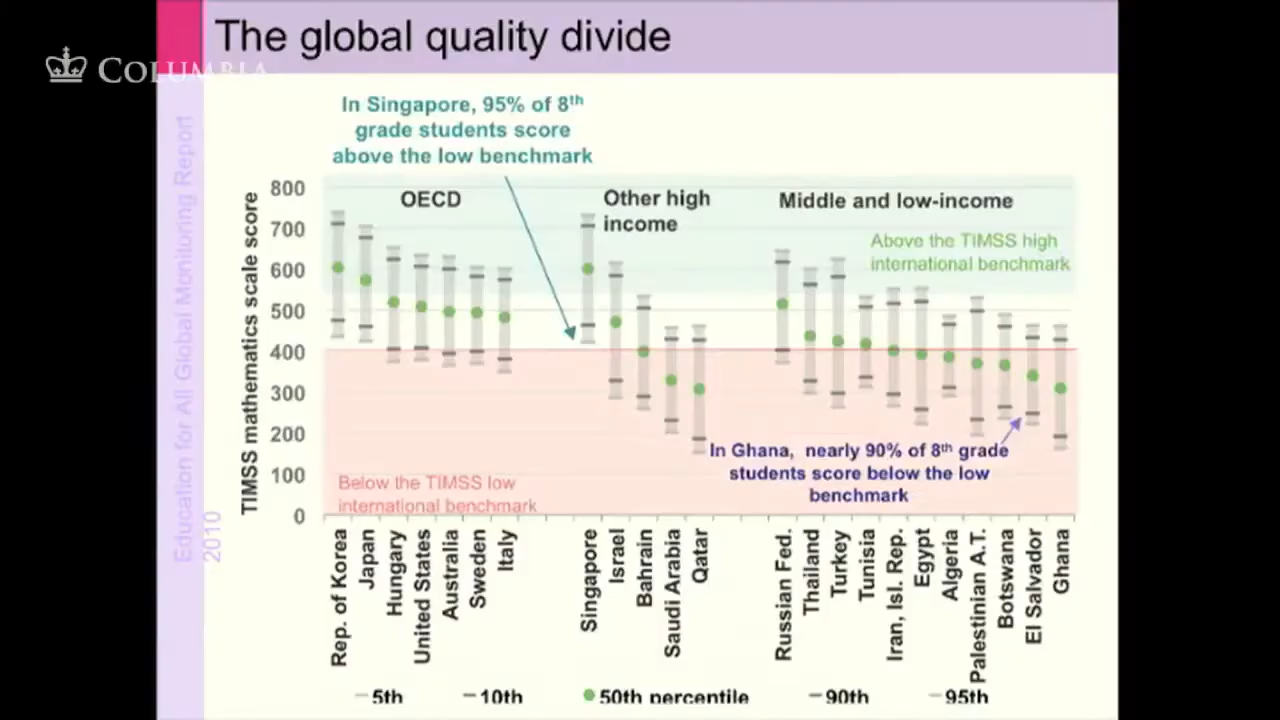 The global quality divide
COLUMBIA
Education for All Global Monitoring Report
2010
In Singapore, 95% of 8th
grade students score
above the low benchmark
TIMSS mathematics scale score
800
700
600
500
400
300
200
100
0
OECD
Other high
income
Middle and low-income
Above the TIMSS high
international benchmark
Below the TIMSS low
international benchmark
In Ghana, nearly 90% of 8th grade
students score below the low
benchmark
Rep. of Korea
Japan
Hungary
United States
Australia
Sweden
Italy
Singapore
Israel
Bahrain
Saudi Arabia
Qatar
Russian Fed.
Thailand
Turkey
Tunisia
Iran, Isl. Rep.
Egypt
Algeria
Palestinian A.T.
Botswana
El Salvador
Ghana
5th
10th
50th percentile
90th
95th